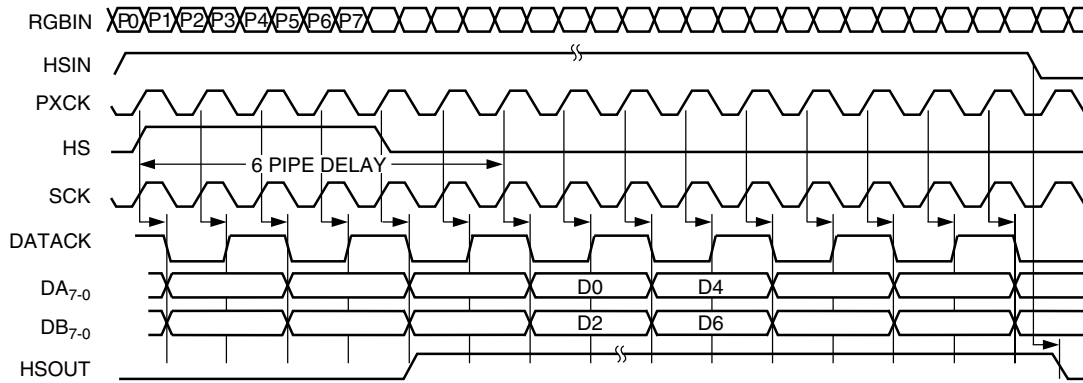 RGBIN P0 P1 P2 P3 P4 P5 P6 P7
HSIN
PXCK
HS
6 PIPE DELAY
SCK
DATACK
DA7-0 D0 D4
DB7-0 D2 D6
HSOUT